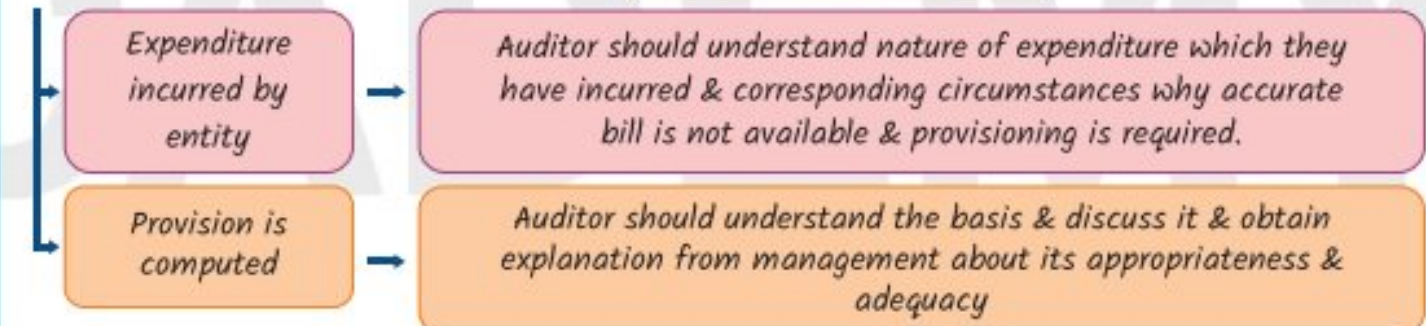 Expenditure
incurred by
entity
Auditor should understand nature of expenditure which they
have incurred & corresponding circumstances why accurate
bill is not available & provisioning is required.
Provision is
computed
Auditor should understand the basis & discuss it & obtain
explanation from management about its appropriateness &
adequacy